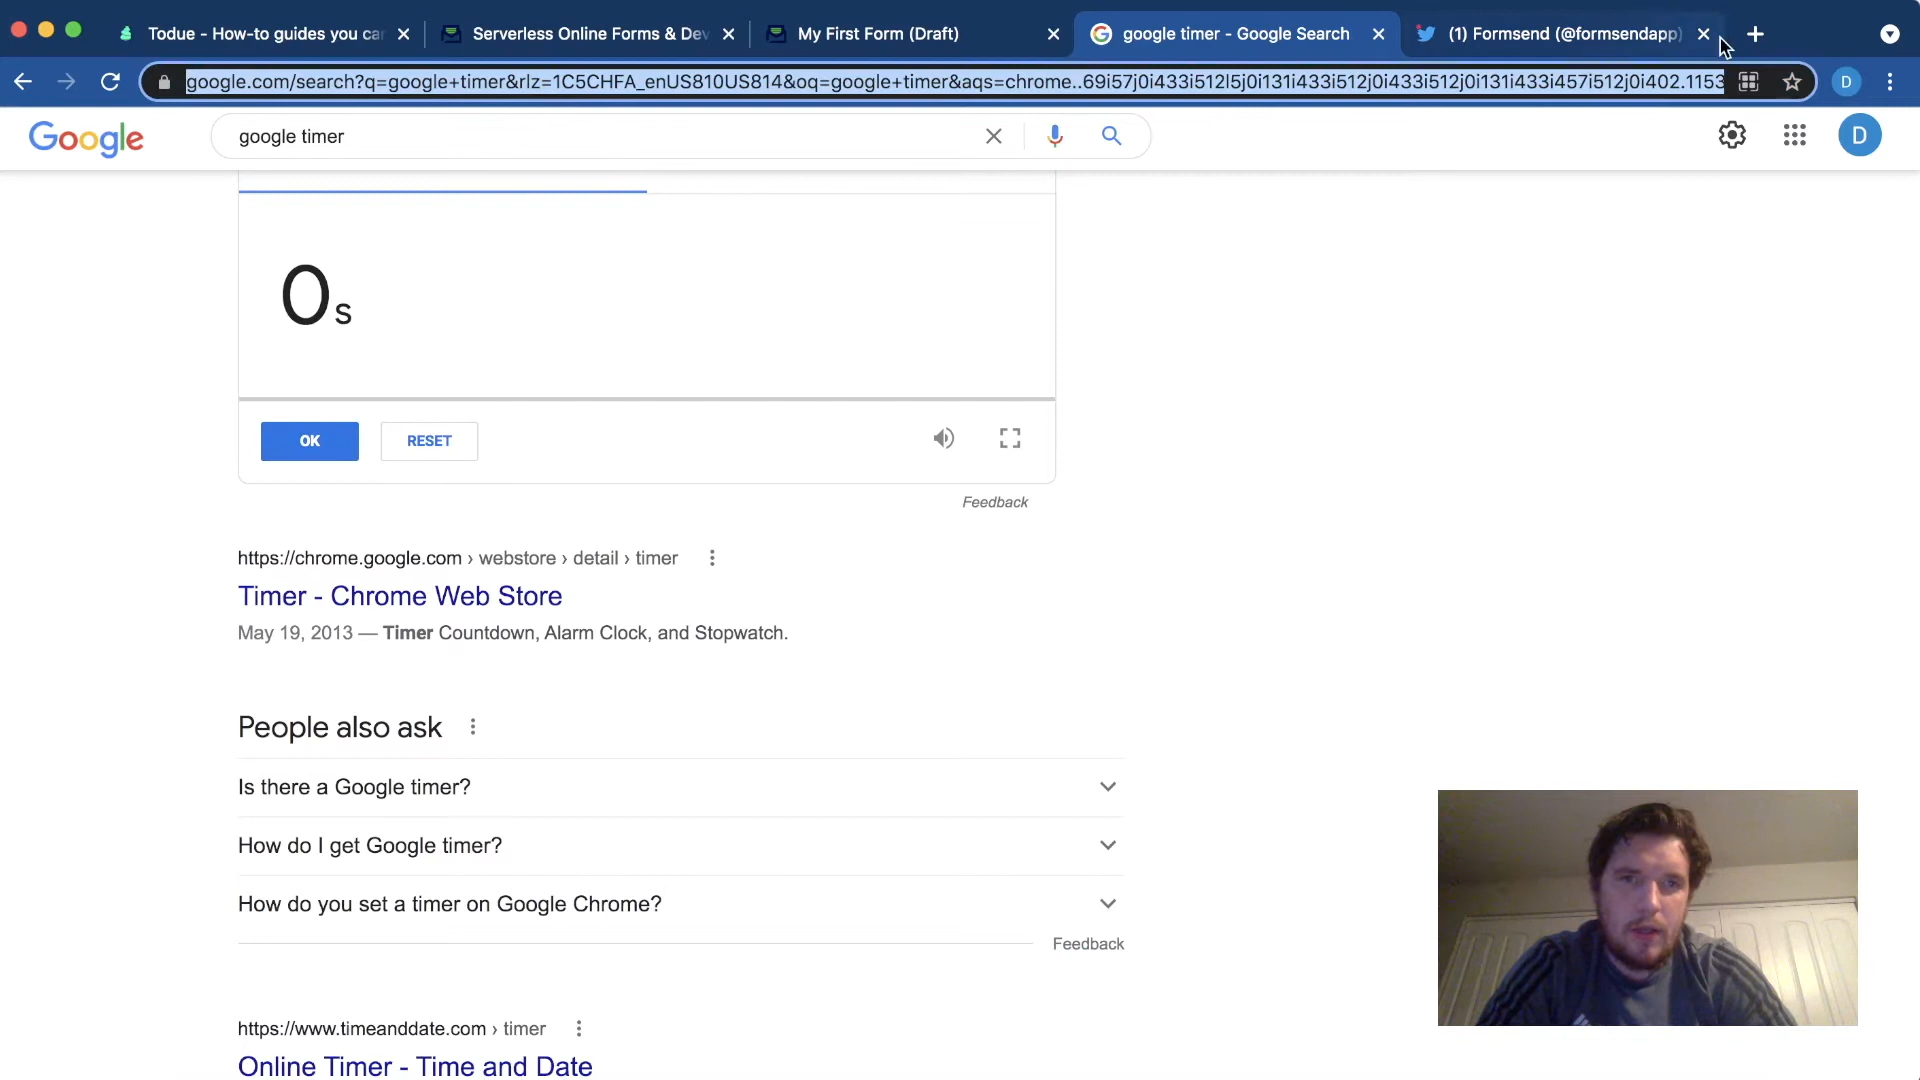 Todue - How-to guides you ca
Serverless Online Forms & Dev
My First Form (Draft)
google timer - Google Search
(1) Formsend (@formsendapp)
google.com/search?q=google+timer&rlz=1C5CHFA_enUS810US814&oq=google+timer&aqs=chrome..69i57j0i433i512l5j0i131i433i512j0i433i512j0i131i433i457i512j0i402.1153
D
Google
google timer
D
0s
OK
RESET
Feedback
https://chrome.google.com › webstore › detail › timer
Timer - Chrome Web Store
May 19, 2013 — Timer Countdown, Alarm Clock, and Stopwatch.
People also ask
Is there a Google timer?
How do I get Google timer?
How do you set a timer on Google Chrome?
Feedback
https://www.timeanddate.com › timer
Online Timer - Time and Date